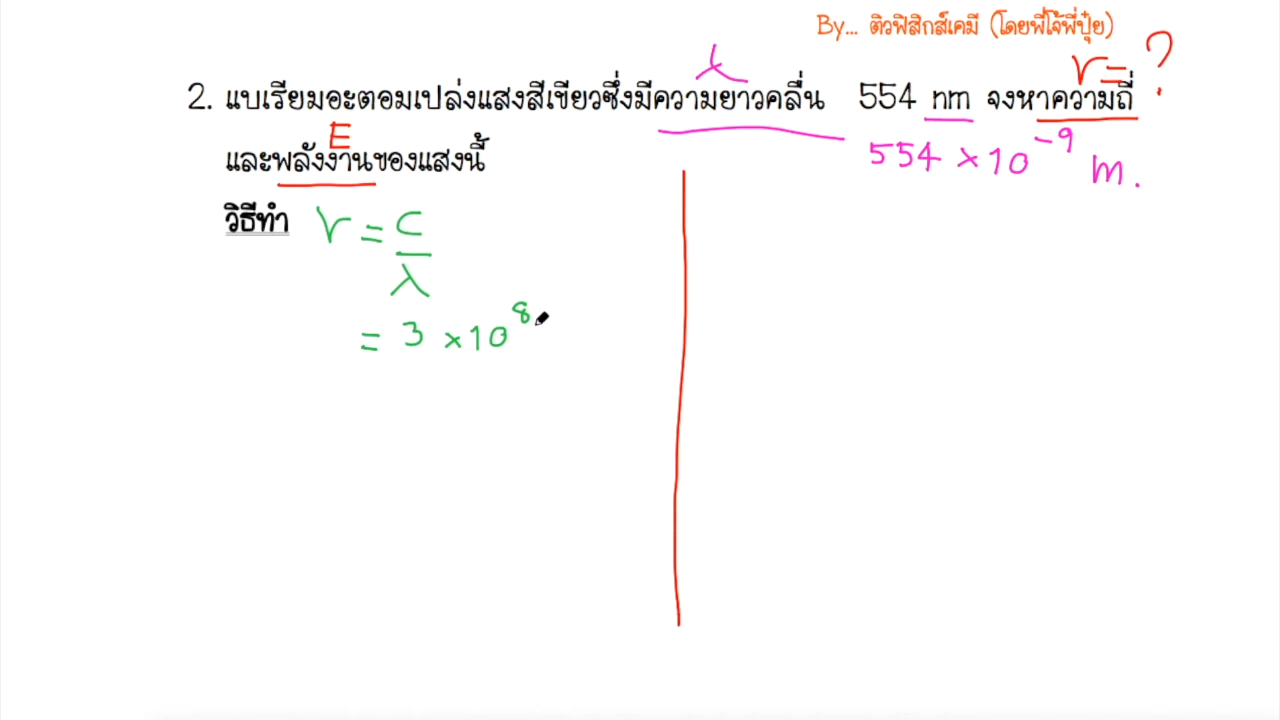 By... ติวฟิสิกส์เคมี (โดยพี่โจ้พี่ปุ๋ย)
λ ν = ?
2. แบเรียมอะตอมเปล่งแสงสีเขียวซึ่งมีความยาวคลื่น 554 nm จงหาความถี่
E 554 × 10⁻⁹ m.
และพลังงานของแสงนี้
วิธีทำ ν = c
λ
= 3 × 10⁸